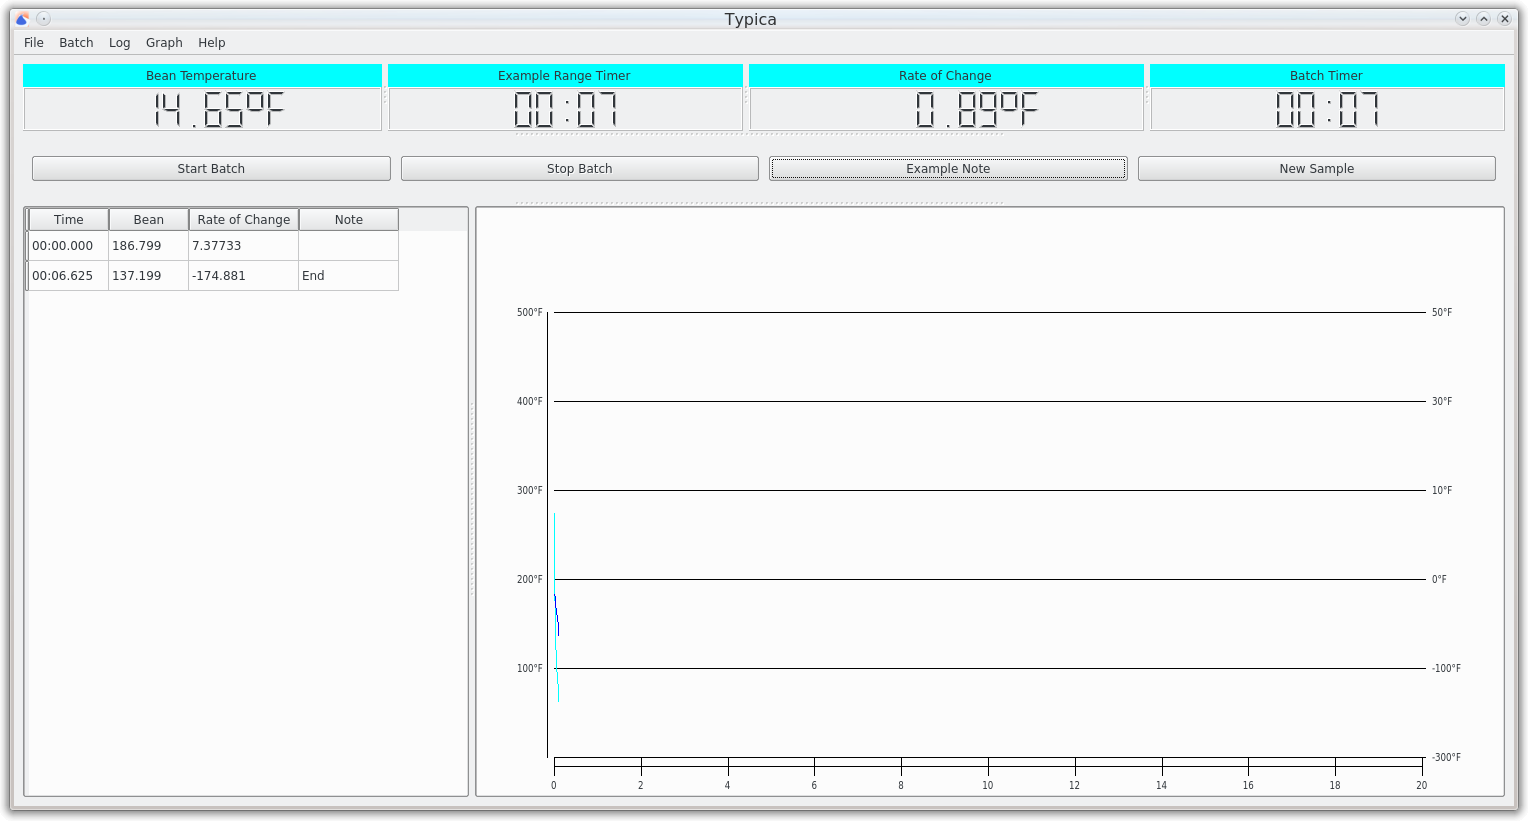 Typica
File Batch Log Graph Help
Bean Temperature Example Range Timer Rate of Change Batch Timer
14.65ºF 00:07 0.89ºF 00:07
Start Batch Stop Batch Example Note New Sample
Time Bean Rate of Change Note
00:00.000 186.799 7.37733
00:06.625 137.199 -174.881 End
500°F 50°F
400°F 30°F
300°F 10°F
200°F 0°F
100°F -100°F
-300°F
0 2 4 6 8 10 12 14 16 18 20